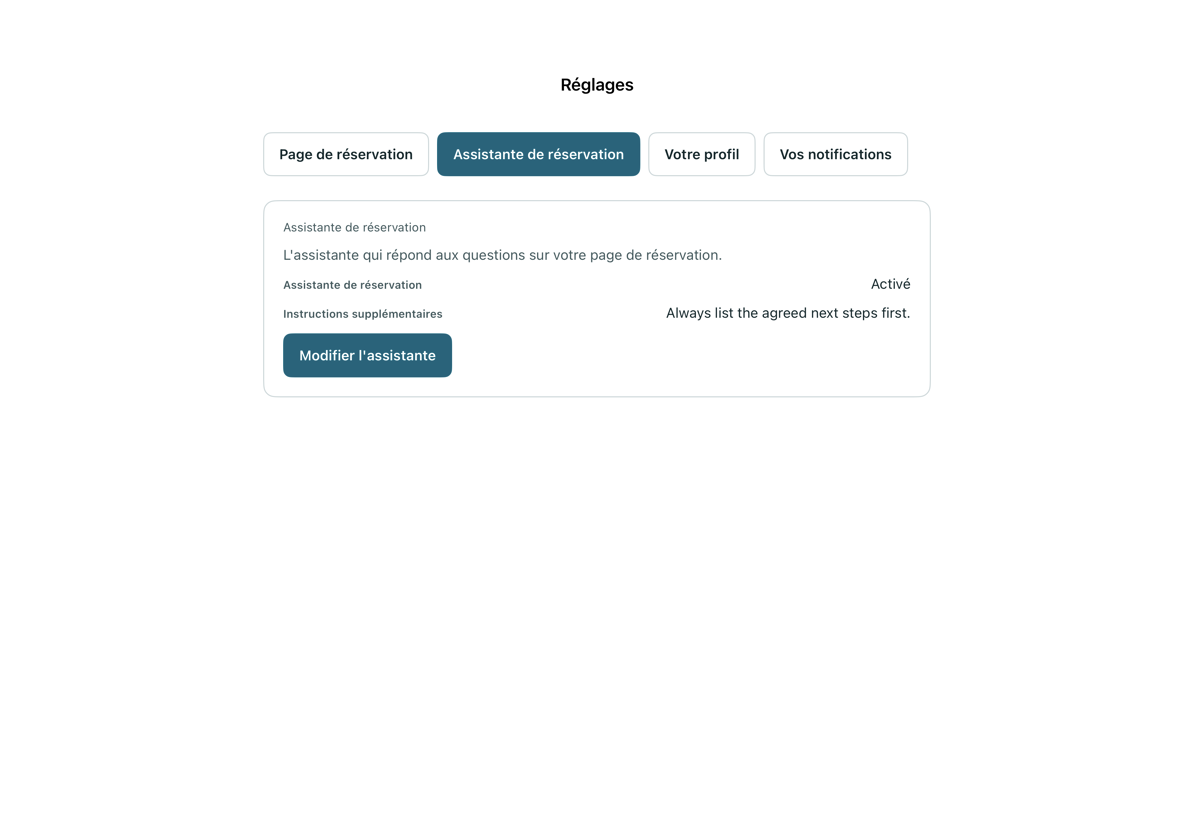 Réglages
Page de réservation
Assistante de réservation
Votre profil
Vos notifications
Assistante de réservation
L'assistante qui répond aux questions sur votre page de réservation.
Assistante de réservation
Activé
Instructions supplémentaires
Always list the agreed next steps first.
Modifier l'assistante